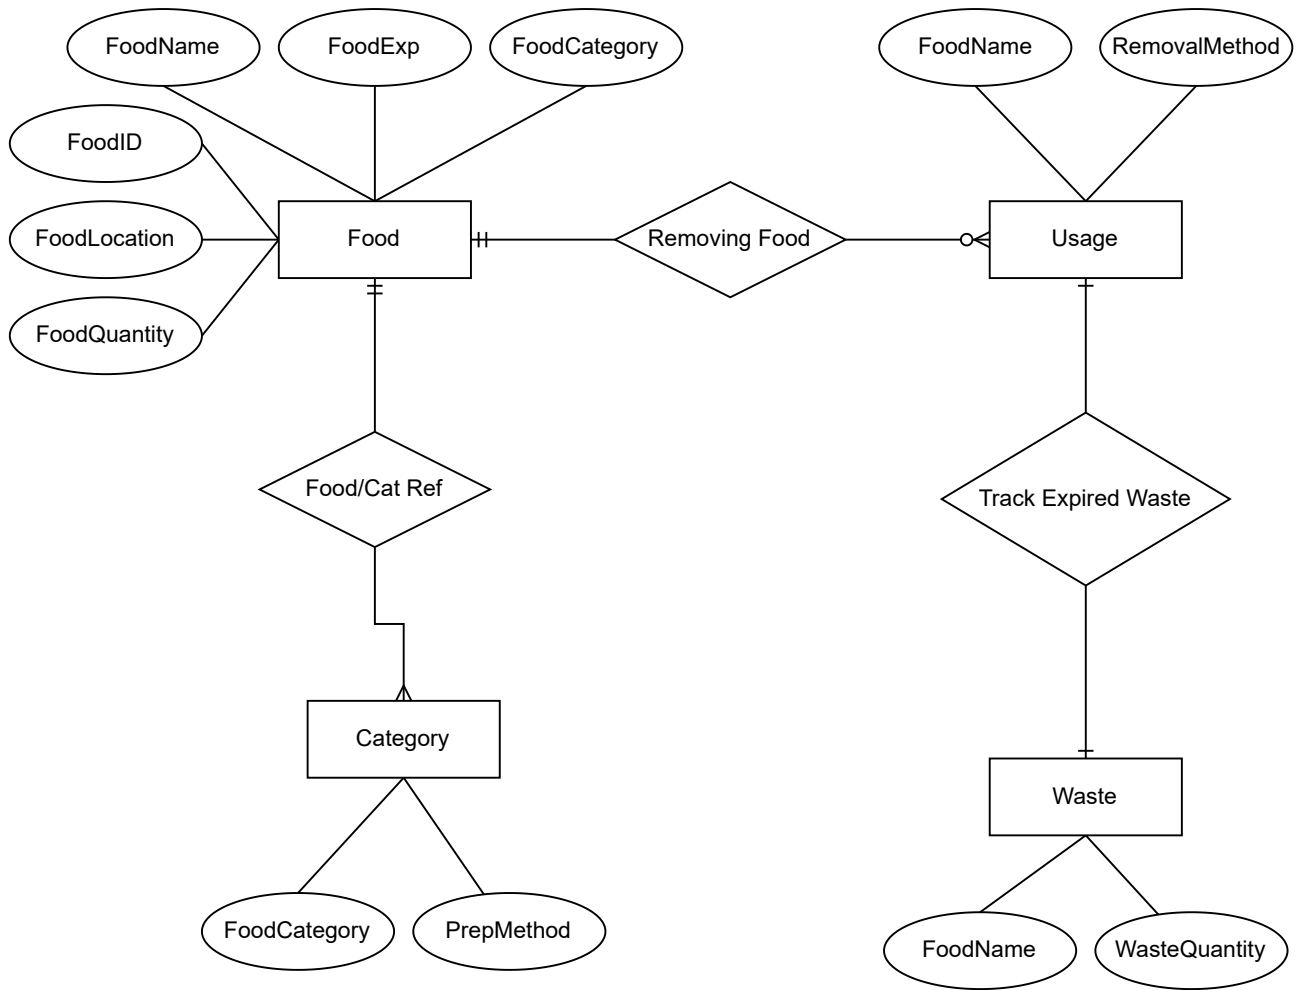 FoodName
FoodExp
FoodCategory
FoodName
RemovalMethod
FoodID
FoodLocation
Food
Removing Food
Usage
FoodQuantity
Food/Cat Ref
Track Expired Waste
Category
Waste
FoodCategory
PrepMethod
FoodName
WasteQuantity